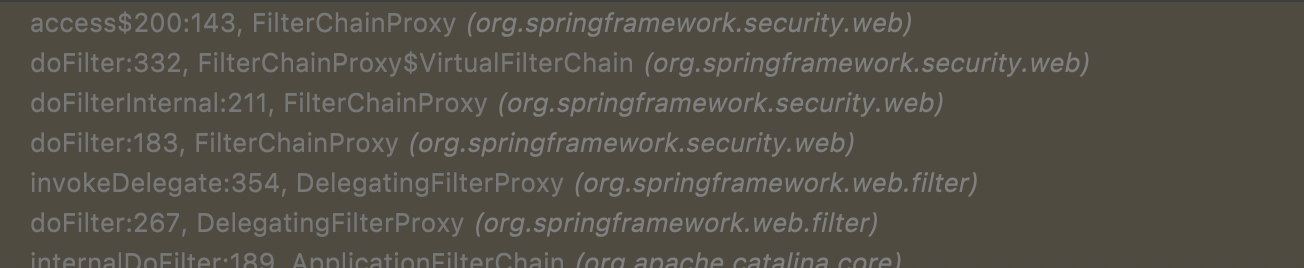 access$200:143, FilterChainProxy (org.springframework.security.web)
doFilter:332, FilterChainProxy$VirtualFilterChain (org.springframework.security.web)
doFilterInternal:211, FilterChainProxy (org.springframework.security.web)
doFilter:183, FilterChainProxy (org.springframework.security.web)
invokeDelegate:354, DelegatingFilterProxy (org.springframework.web.filter)
doFilter:267, DelegatingFilterProxy (org.springframework.web.filter)
internalDoFilter:189, ApplicationFilterChain (org.apache.catalina.core)